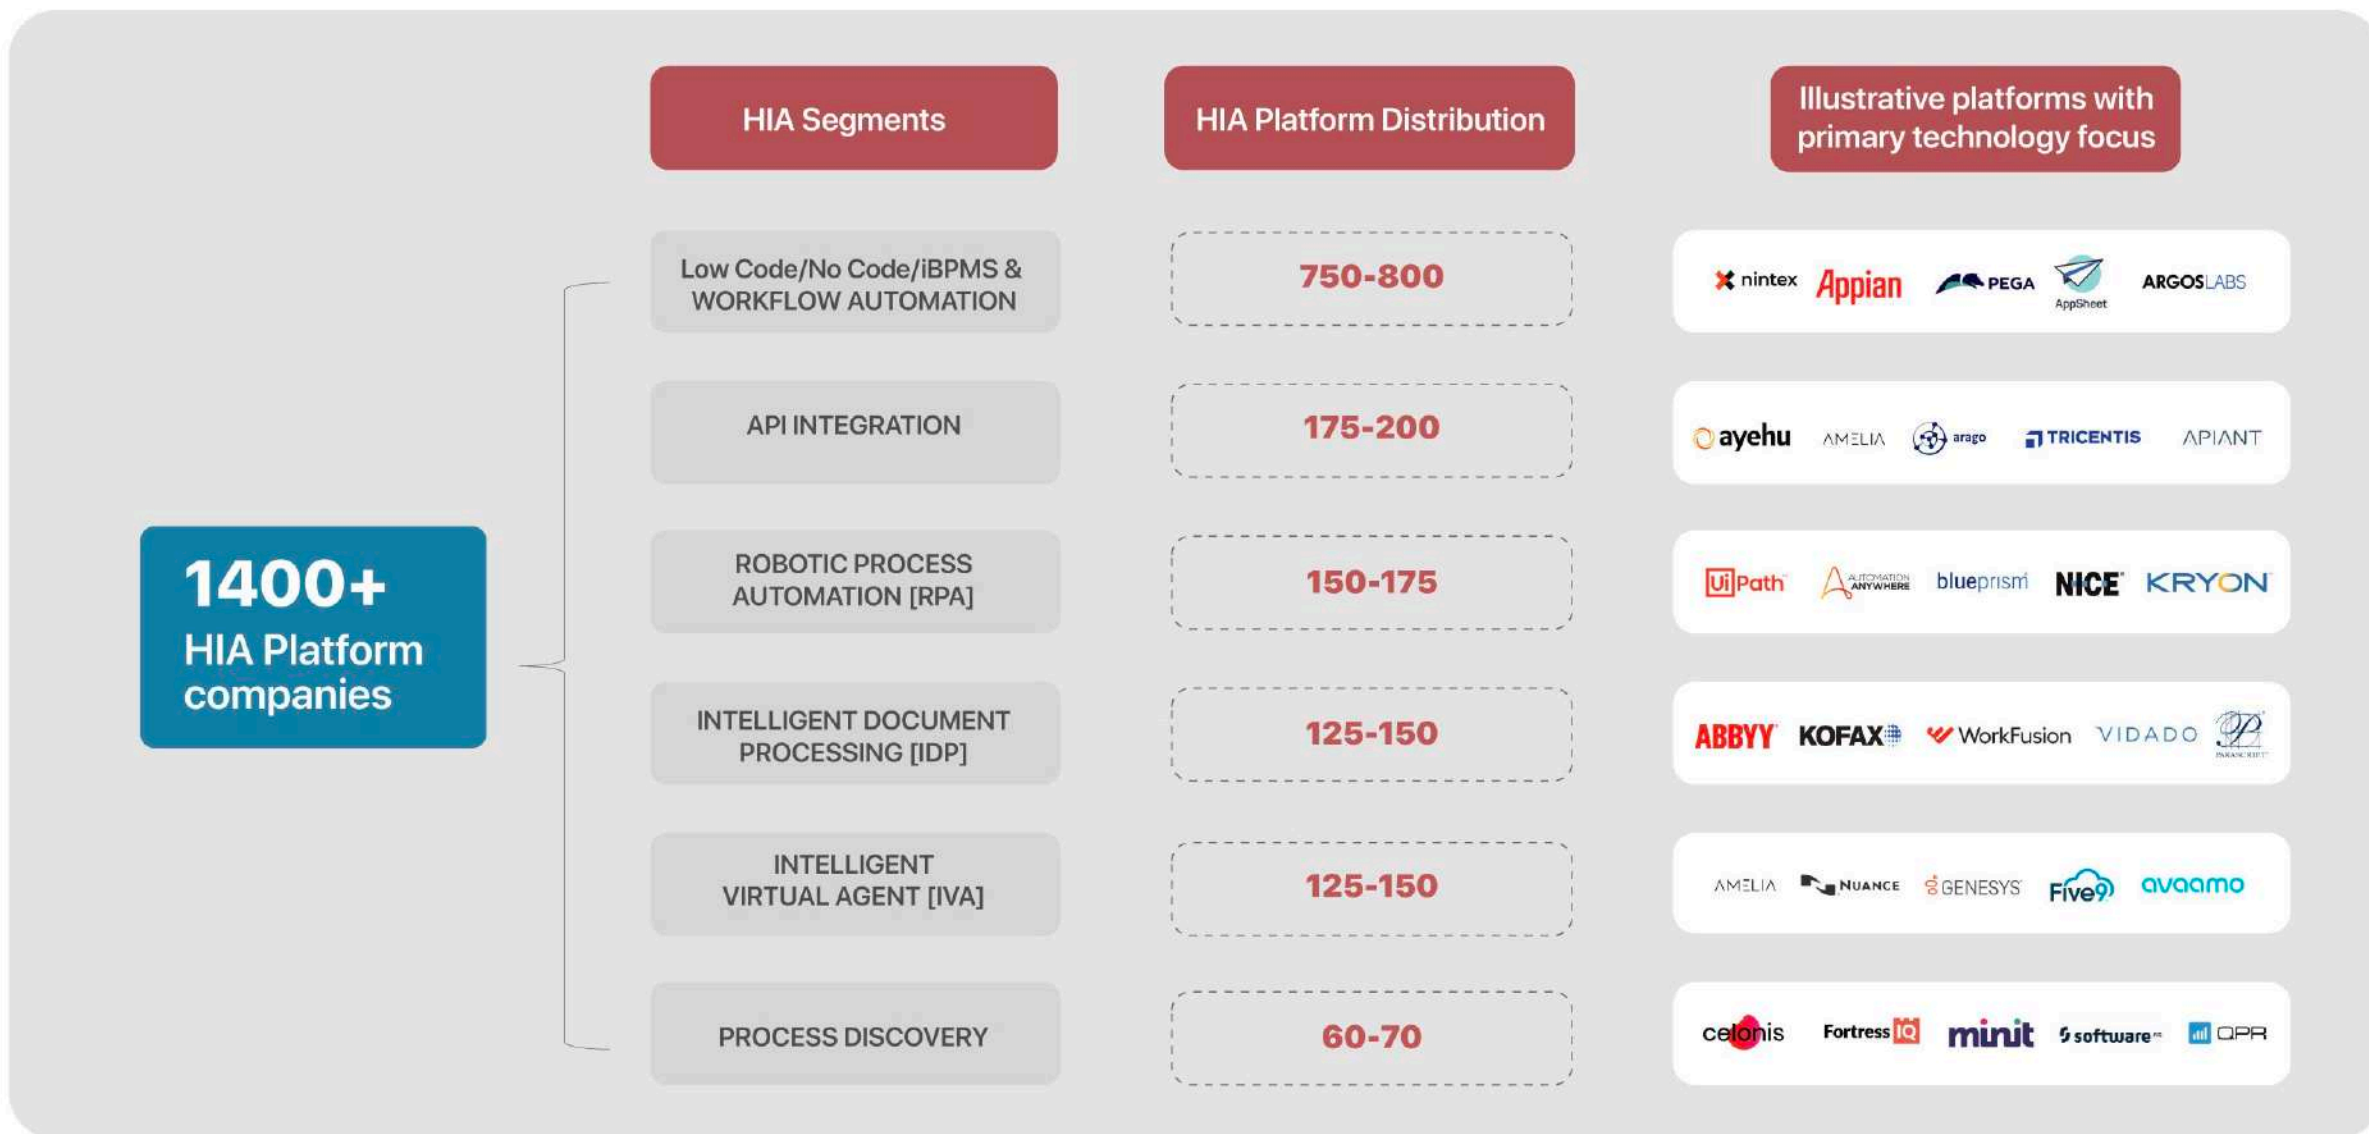 HIA Segments
HIA Platform Distribution
Illustrative platforms with
primary technology focus
1400+
HIA Platform
companies
Low Code/No Code/iBPMS &
WORKFLOW AUTOMATION
750-800
nintex Appian PEGA AppSheet ARGOSLABS
API INTEGRATION
175-200
ayehu AMELIA arago TRICENTIS APIANT
ROBOTIC PROCESS
AUTOMATION [RPA]
150-175
UiPath AUTOMATION ANYWHERE blueprism NICE KRYON
INTELLIGENT DOCUMENT
PROCESSING [IDP]
125-150
ABBYY KOFAX WorkFusion VIDADO PARASCRIPT
INTELLIGENT
VIRTUAL AGENT [IVA]
125-150
AMELIA NUANCE GENESYS Five9 avaamo
PROCESS DISCOVERY
60-70
celonis FortressIQ minit software AG QPR